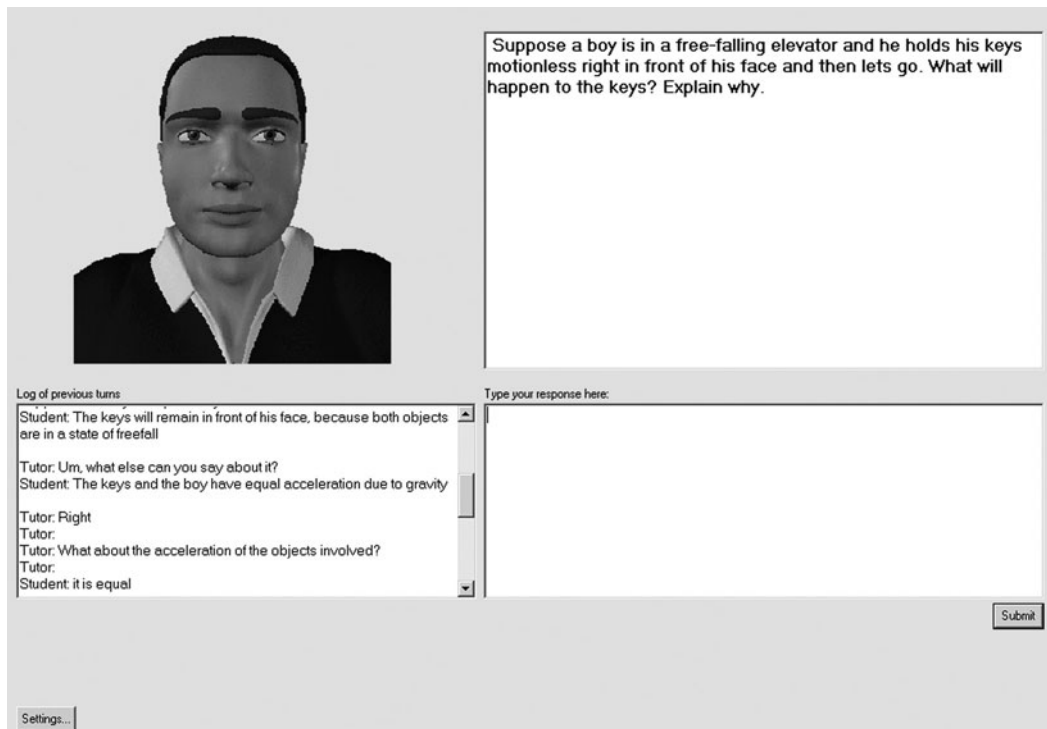 Suppose a boy is in a free-falling elevator and he holds his keys
motionless right in front of his face and then lets go. What will
happen to the keys? Explain why.
Log of previous turns
Student: The keys will remain in front of his face, because both objects
are in a state of freefall
Tutor: Um, what else can you say about it?
Student: The keys and the boy have equal acceleration due to gravity
Tutor: Right
Tutor:
Tutor: What about the acceleration of the objects involved?
Tutor:
Student: it is equal
Type your response here:
Submit
Settings...